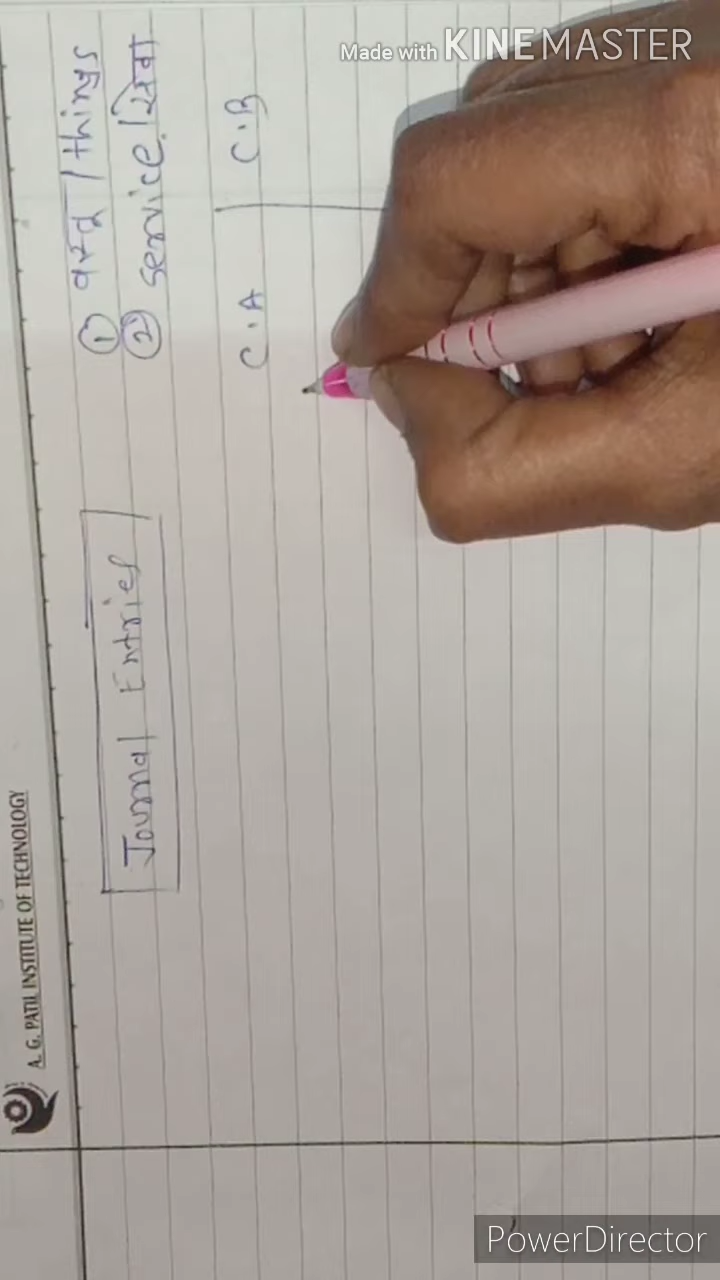 Made with KINEMASTER
A. G. PATIL INSTITUTE OF TECHNOLOGY
Journal Entries
① वस्तु / things
② service / सेवा
C.A C.B
PowerDirector